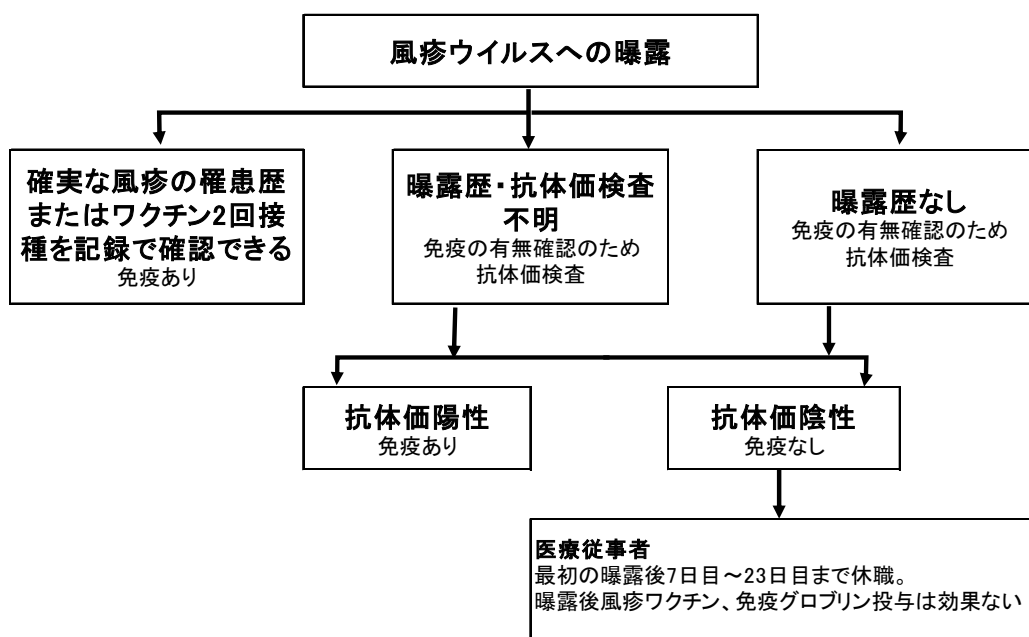 風疹ウイルスへの曝露
確実な風疹の罹患歴
またはワクチン2回接
種を記録で確認できる
免疫あり
曝露歴・抗体価検査
不明
免疫の有無確認のため
抗体価検査
曝露歴なし
免疫の有無確認のため
抗体価検査
抗体価陽性
免疫あり
抗体価陰性
免疫なし
医療従事者
最初の曝露後7日目～23日目まで休職。
曝露後風疹ワクチン、免疫グロブリン投与は効果ない